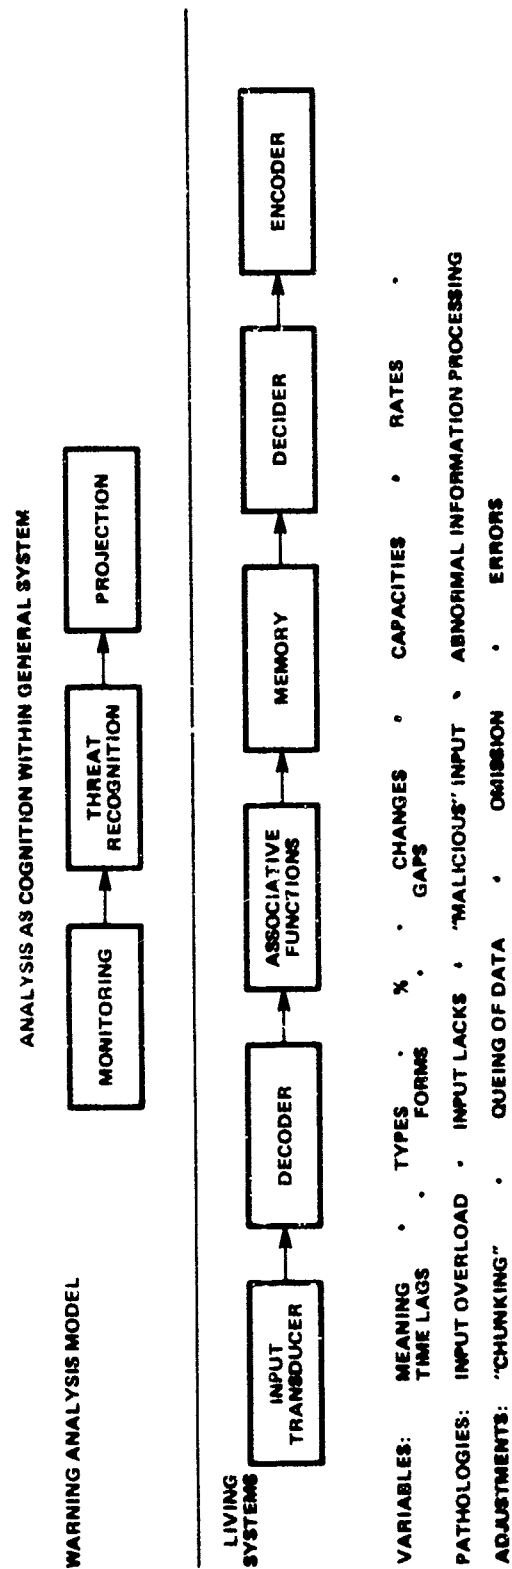 ANALYSIS AS COGNITION WITHIN GENERAL SYSTEM
WARNING ANALYSIS MODEL
MONITORING
THREAT
RECOGNITION
PROJECTION
LIVING
SYSTEMS
INPUT
TRANSDUCER
DECODER
ASSOCIATIVE
FUNCTIONS
MEMORY
DECIDER
ENCODER
VARIABLES: MEANING • TYPES • % • CHANGES • CAPACITIES • RATES •
TIME LAGS • FORMS • GAPS
PATHOLOGIES: INPUT OVERLOAD • INPUT LACKS • "MALICIOUS" INPUT • ABNORMAL INFORMATION PROCESSING
ADJUSTMENTS: "CHUNKING" • QUEING OF DATA • OMISSION • ERRORS